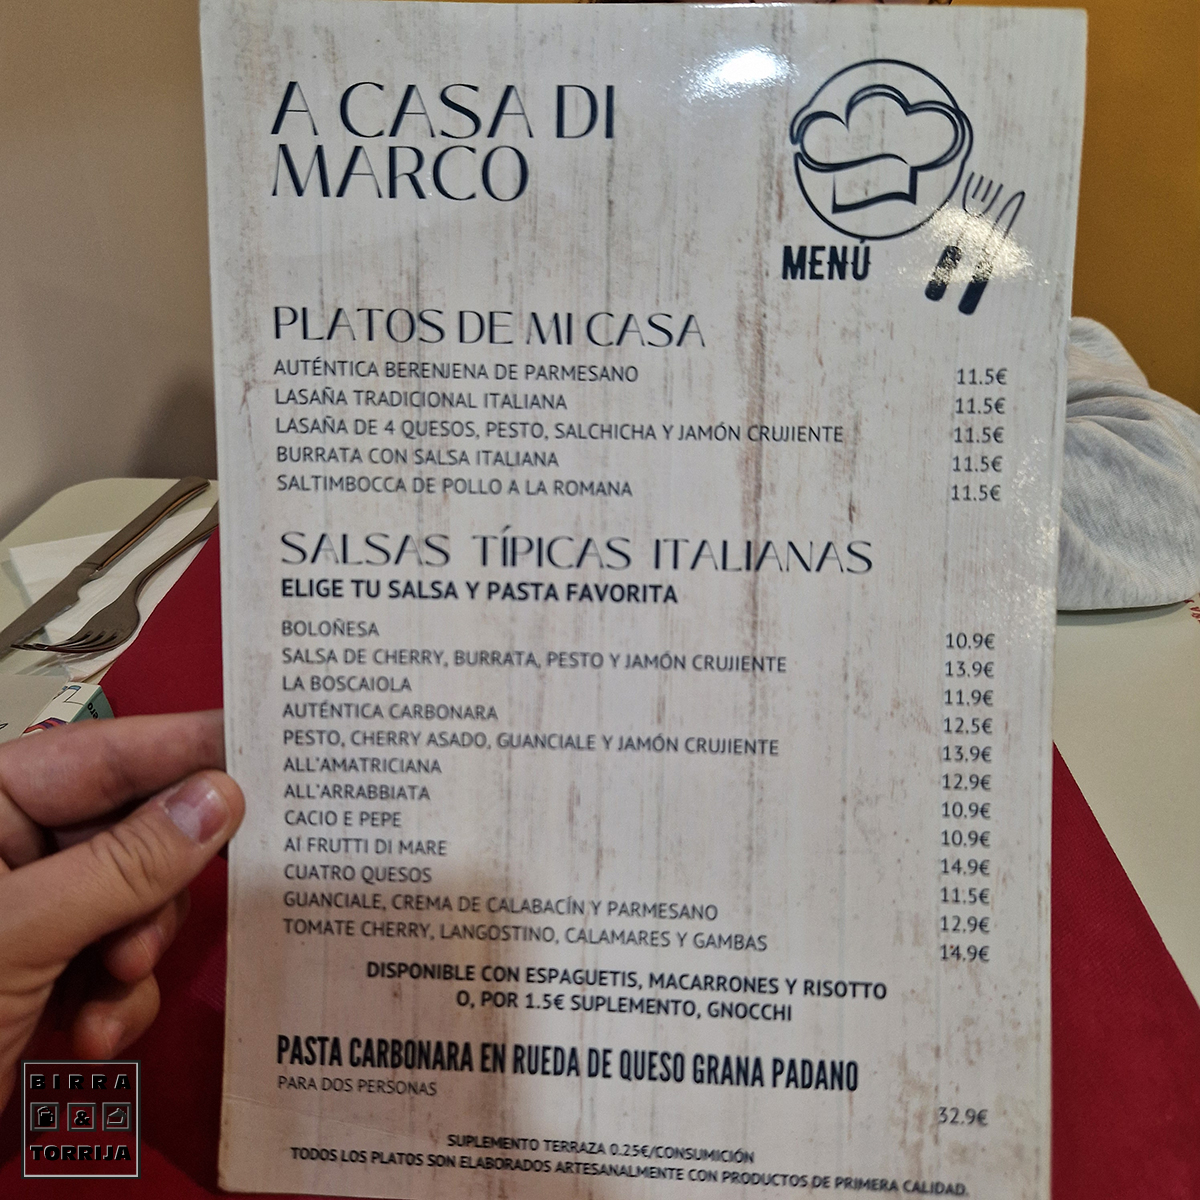 A CASA DI
MARCO
MENÚ
PLATOS DE MI CASA
AUTÉNTICA BERENJENA DE PARMESANO 11.5€
LASAÑA TRADICIONAL ITALIANA 11.5€
LASAÑA DE 4 QUESOS, PESTO, SALCHICHA Y JAMÓN CRUJIENTE 11.5€
BURRATA CON SALSA ITALIANA 11.5€
SALTIMBOCCA DE POLLO A LA ROMANA 11.5€
SALSAS TÍPICAS ITALIANAS
ELIGE TU SALSA Y PASTA FAVORITA
BOLOÑESA 10.9€
SALSA DE CHERRY, BURRATA, PESTO Y JAMÓN CRUJIENTE 13.9€
LA BOSCAIOLA 11.9€
AUTÉNTICA CARBONARA 12.5€
PESTO, CHERRY ASADO, GUANCIALE Y JAMÓN CRUJIENTE 13.9€
ALL'AMATRICIANA 12.9€
ALL'ARRABBIATA 10.9€
CACIO E PEPE 10.9€
AI FRUTTI DI MARE 14.9€
CUATRO QUESOS 11.5€
GUANCIALE, CREMA DE CALABACÍN Y PARMESANO 12.9€
TOMATE CHERRY, LANGOSTINO, CALAMARES Y GAMBAS 14.9€
DISPONIBLE CON ESPAGUETIS, MACARRONES Y RISOTTO
O, POR 1.5€ SUPLEMENTO, GNOCCHI
PASTA CARBONARA EN RUEDA DE QUESO GRANA PADANO
PARA DOS PERSONAS
32.9€
SUPLEMENTO TERRAZA 0.25€/CONSUMICIÓN
TODOS LOS PLATOS SON ELABORADOS ARTESANALMENTE CON PRODUCTOS DE PRIMERA CALIDAD.
BIRRA
&
TORRIJA